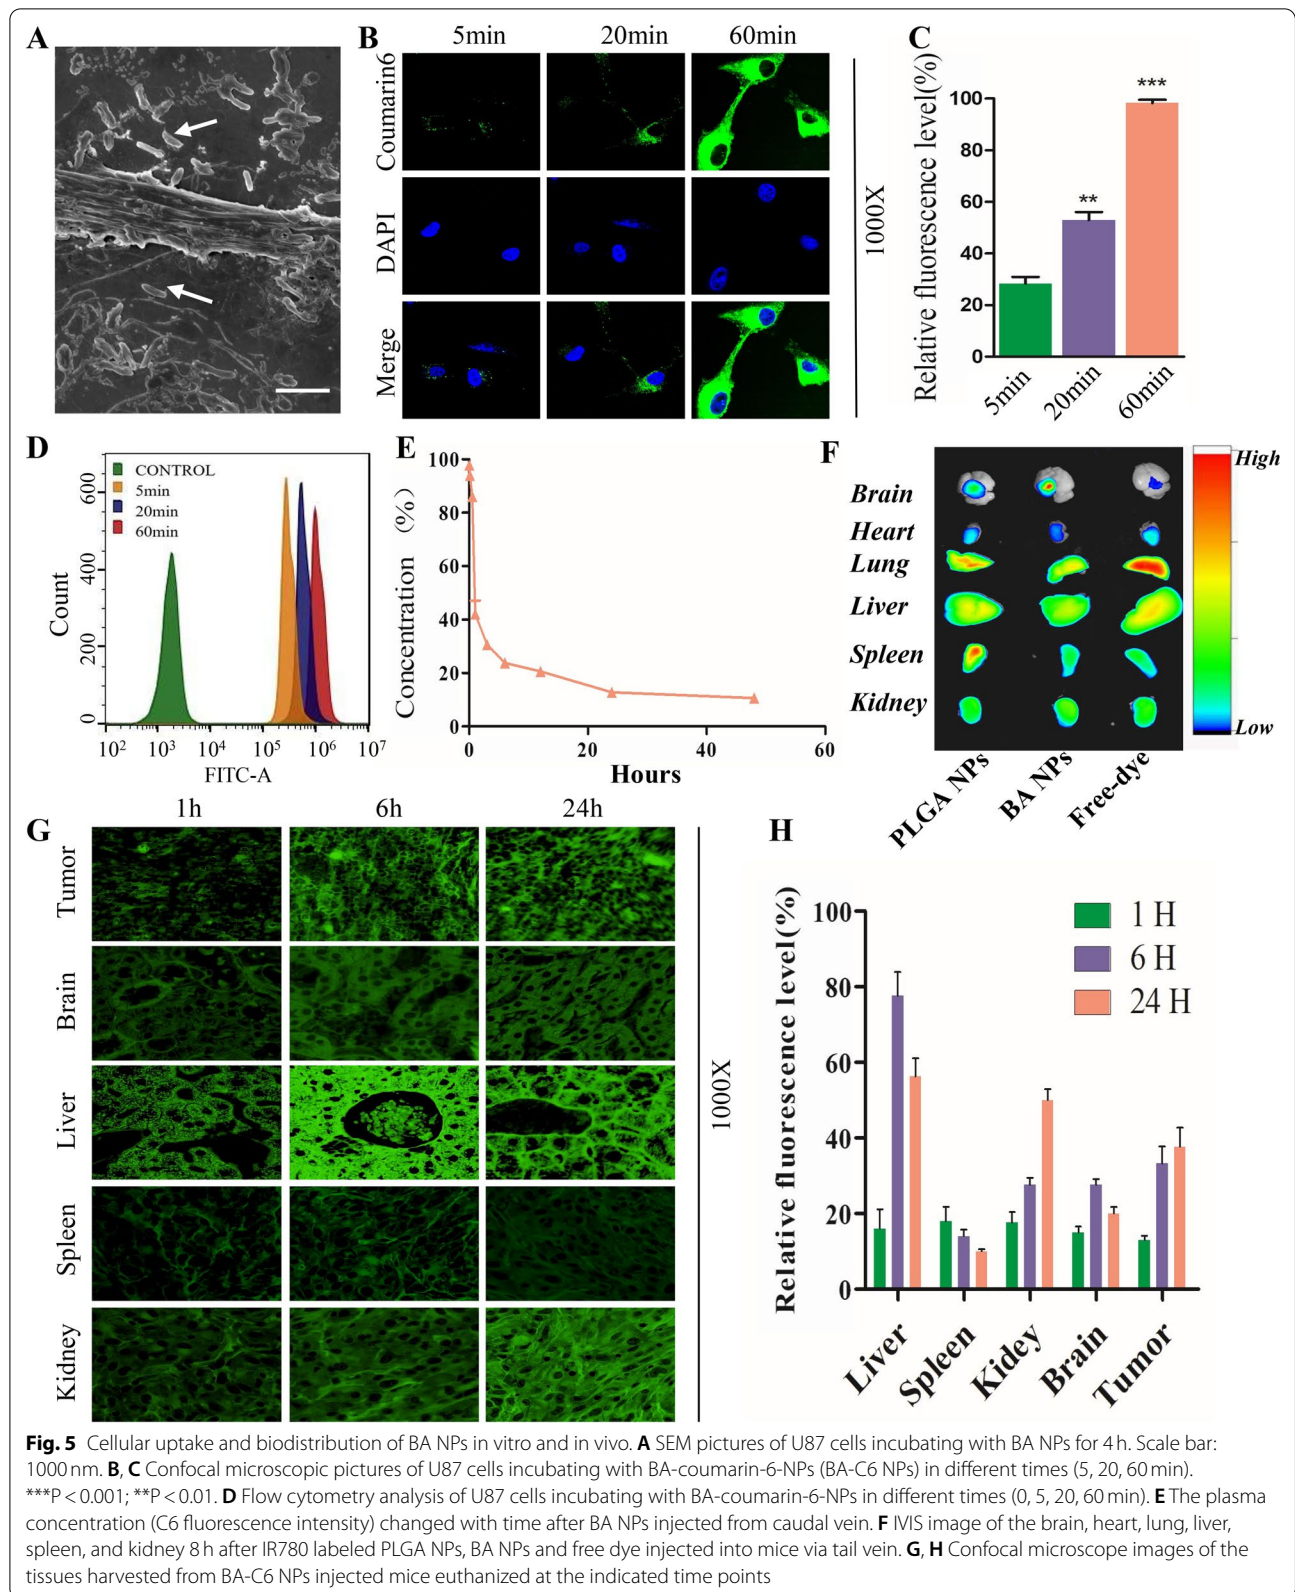 A
B
5min 20min 60min
Coumarin6
DAPI
Merge
1000X
C
Relative fluorescence level(%)
100
80
60
40
20
0
***
**
5min
20min
60min
D
CONTROL
5min
20min
60min
Count
600
400
200
0
10² 10³ 10⁴ 10⁵ 10⁶ 10⁷
FITC-A
E
Concentration (%)
100
80
60
40
20
0
0 20 40 60
Hours
F
Brain
Heart
Lung
Liver
Spleen
Kidney
PLGA NPs
BA NPs
Free-dye
High
Low
G
1h 6h 24h
Tumor
Brain
Liver
Spleen
Kidney
1000X
H
Relative fluorescence level(%)
100
80
60
40
20
0
1 H
6 H
24 H
Liver
Spleen
Kidey
Brain
Tumor
Fig. 5 Cellular uptake and biodistribution of BA NPs in vitro and in vivo. A SEM pictures of U87 cells incubating with BA NPs for 4 h. Scale bar:
1000 nm. B, C Confocal microscopic pictures of U87 cells incubating with BA-coumarin-6-NPs (BA-C6 NPs) in different times (5, 20, 60 min).
***P < 0.001; **P < 0.01. D Flow cytometry analysis of U87 cells incubating with BA-coumarin-6-NPs in different times (0, 5, 20, 60 min). E The plasma
concentration (C6 fluorescence intensity) changed with time after BA NPs injected from caudal vein. F IVIS image of the brain, heart, lung, liver,
spleen, and kidney 8 h after IR780 labeled PLGA NPs, BA NPs and free dye injected into mice via tail vein. G, H Confocal microscope images of the
tissues harvested from BA-C6 NPs injected mice euthanized at the indicated time points